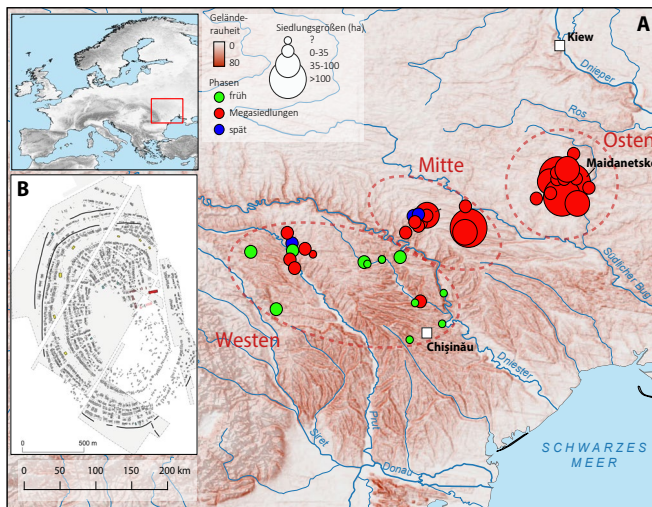 A
Gelände-
rauheit
0
80
Siedlungsgrößen (ha)
?
0-35
35-100
>100
Phasen
früh
Megasiedlungen
spät
Kiew
Dnieper
Ros
Osten
Maidanetske
Mitte
Südlicher Bug
Westen
Chișinău
Dniester
Prut
Siret
Donau
SCHWARZES
MEER
B
0
500 m
0 50 100 150 200 km